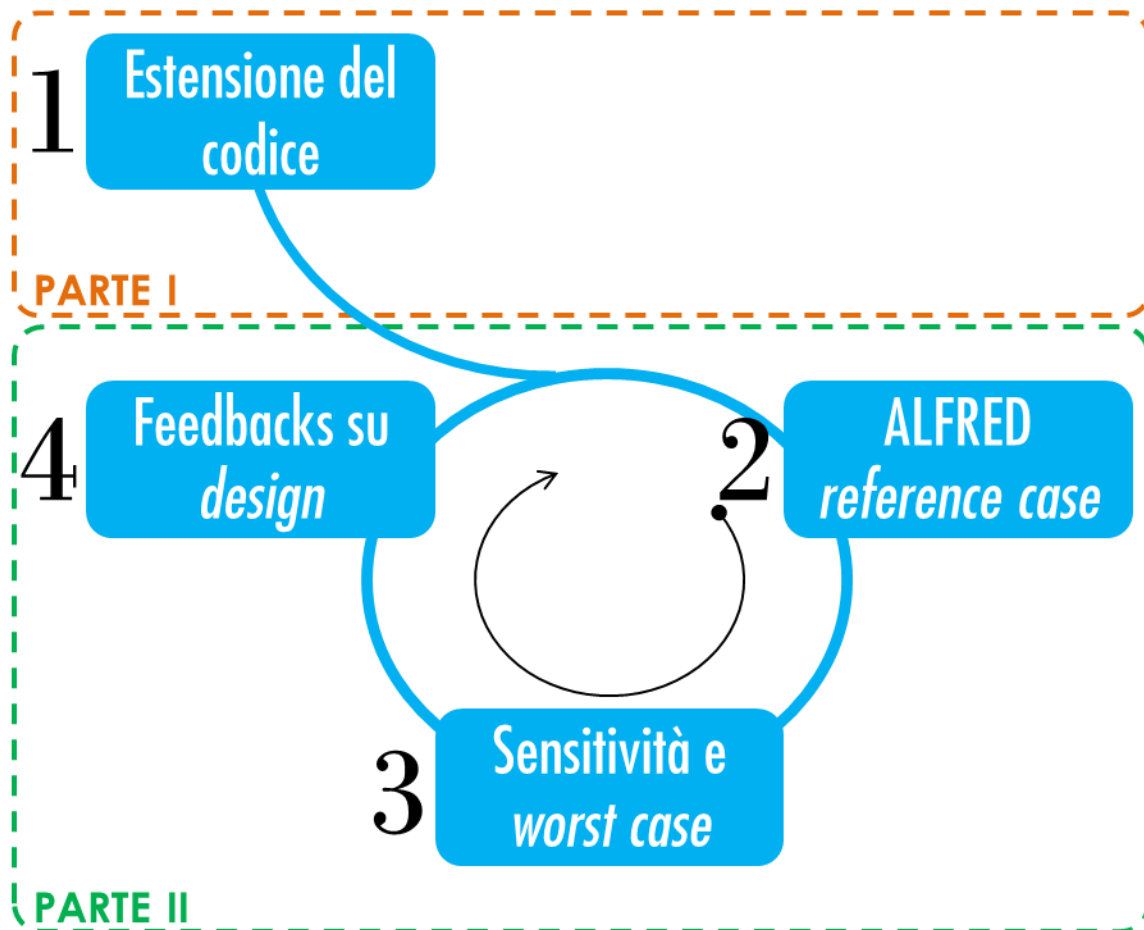 1
Estensione del
codice
PARTE I
4
Feedbacks su
design
2
ALFRED
reference case
3
Sensitività e
worst case
PARTE II